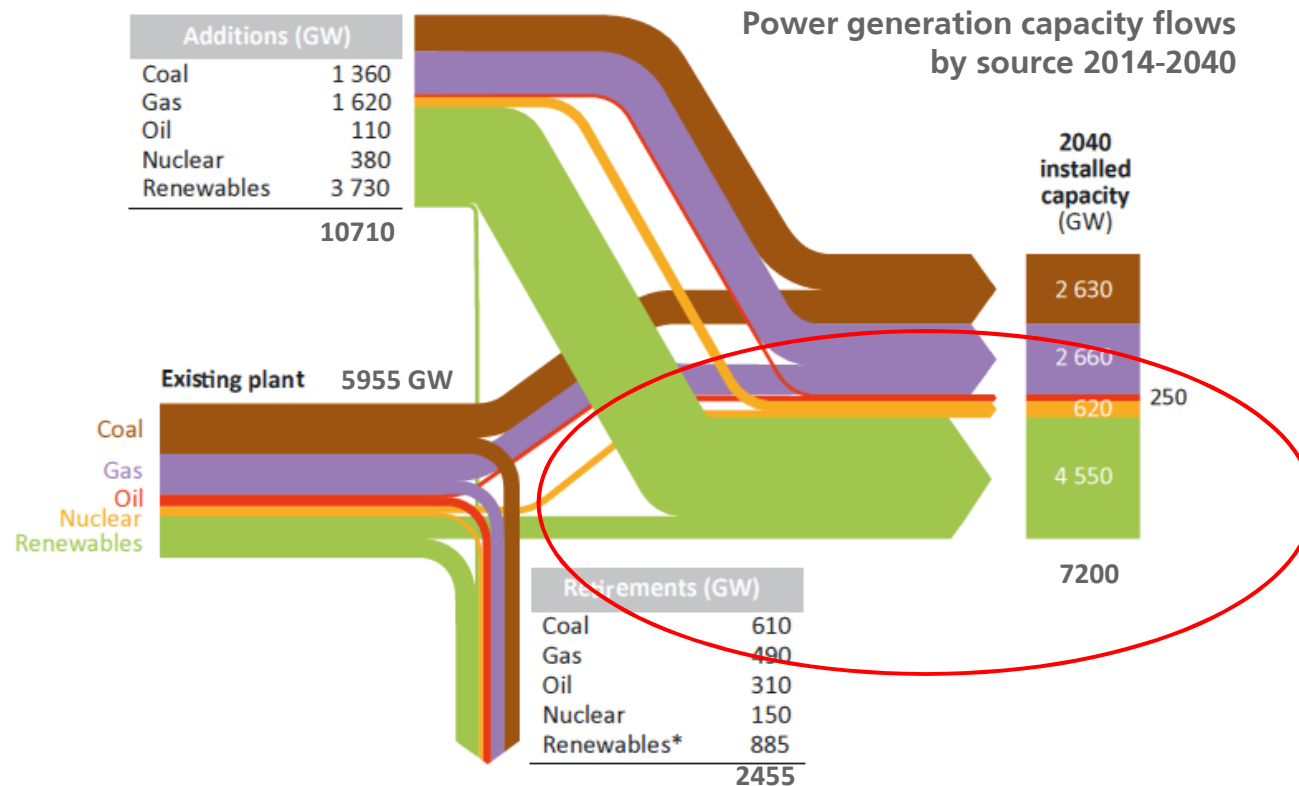 Power generation capacity flows
by source 2014-2040
Additions (GW)
Coal 1 360
Gas 1 620
Oil 110
Nuclear 380
Renewables 3 730
10710
2040
installed
capacity
(GW)
2 630
2 660
250
620
4 550
7200
Existing plant 5955 GW
Coal
Gas
Oil
Nuclear
Renewables
Retirements (GW)
Coal 610
Gas 490
Oil 310
Nuclear 150
Renewables* 885
2455